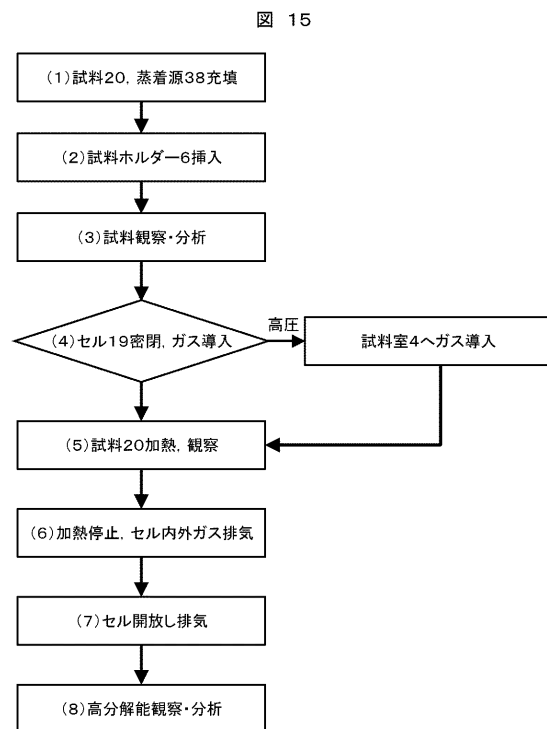 図 15
(1)試料20, 蒸着源38充填
(2)試料ホルダー6挿入
(3)試料観察・分析
(4)セル19密閉, ガス導入
高圧
試料室4へガス導入
(5)試料20加熱, 観察
(6)加熱停止, セル内外ガス排気
(7)セル開放し排気
(8)高分解能観察・分析